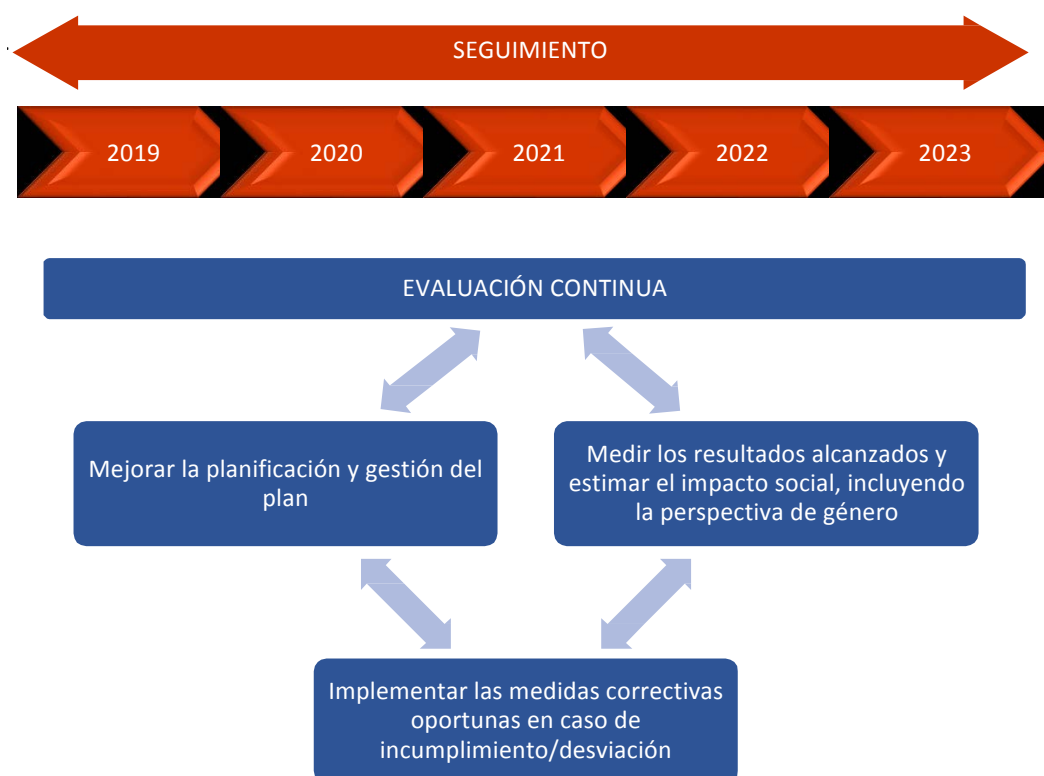 SEGUIMIENTO
2019
2020
2021
2022
2023
EVALUACIÓN CONTINUA
Mejorar la planificación y gestión del
plan
Medir los resultados alcanzados y
estimar el impacto social, incluyendo
la perspectiva de género
Implementar las medidas correctivas
oportunas en caso de
incumplimiento/desviación